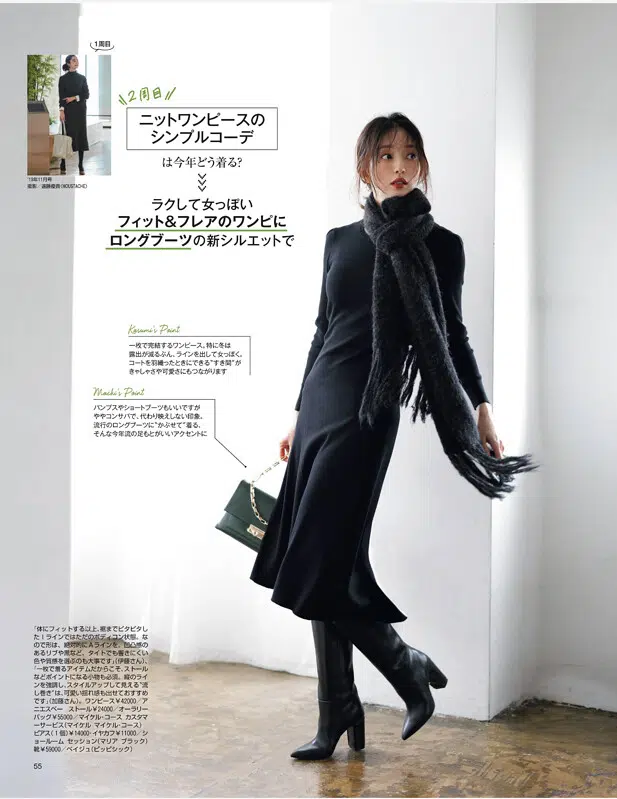 1周目
'19年11月号
撮影/遠藤優貴(MOUSTACHE)
2周目
ニットワンピースの
シンプルコーデ
は今年どう着る?
ラクして女っぽい
フィット&フレアのワンピに
ロングブーツの新シルエットで
Kasumi's Point
一枚で完結するワンピース。特に冬は
露出が減るぶん、ラインを出して女っぽく。
コートを羽織ったときにできる“すき間”が
きゃしゃさや可愛さにもつながります
Machi's Point
パンプスやショートブーツもいいですが
ややコンサバで、代わり映えしない印象。
流行のロングブーツに“かぶせて”着る、
そんな今年流の足もとがいいアクセントに
「体にフィットする以上、裾までピタピタし
たIラインではただのボディコン状態。な
ので形は、絶対的にAラインを。凹凸感の
あるリブや黒など、タイトでも響きにくい
色や質感を選ぶのも大事です」(伊藤さん)、
「一枚で着るアイテムだからこそ、ストール
などポイントになる小物も必須。縦のライ
ンを強調し、スタイルアップして見える“流
し巻き”は、可愛い揺れ感も出せておすすめ
です」(加藤さん)。ワンピース¥42000/ア
ニエスベー ストール¥24000/オーラリー
バッグ¥55000/マイケル・コース カスタマ
ーサービス(マイケル マイケル・コース)
ピアス(1個)¥14000・イヤカフ¥11000/シ
ョールーム セッション(マリア ブラック)
靴¥59000/ベイジュ(ピッピシック)
55